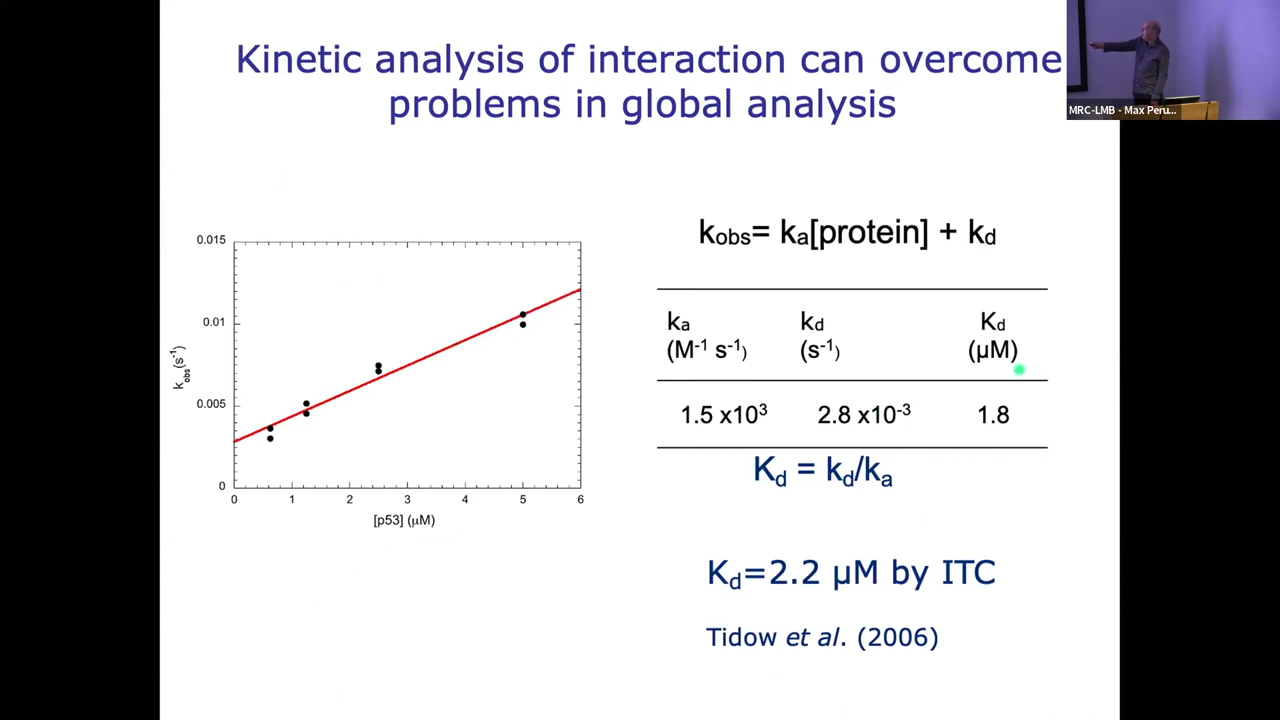 Kinetic analysis of interaction can overcome
problems in global analysis
MRC-LMB - Max Peru...
kobs= ka[protein] + kd
0.015
0.01
0.005
0
kobs(s-1)
0 1 2 3 4 5 6
[p53] (μM)
ka kd Kd
(M-1 s-1) (s-1) (μM)
1.5 x103 2.8 x10-3 1.8
Kd = kd/ka
Kd=2.2 μM by ITC
Tidow et al. (2006)